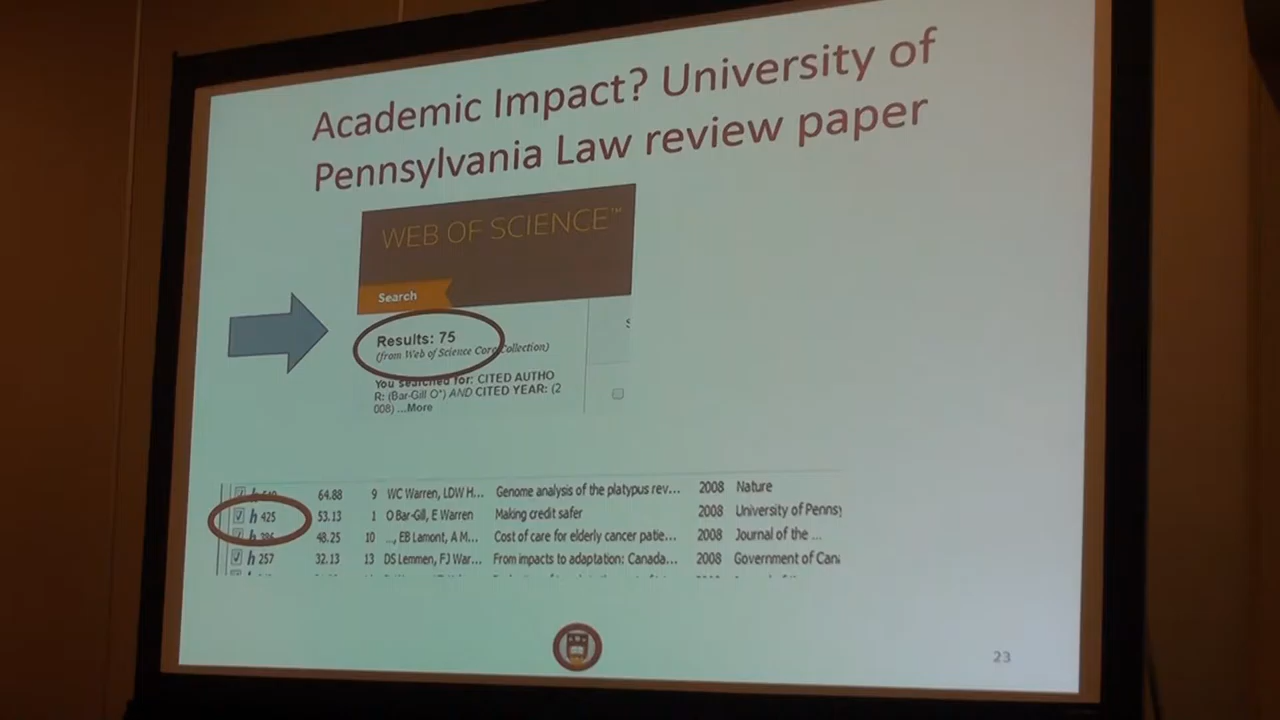 Academic Impact? University of
Pennsylvania Law review paper
WEB OF SCIENCE™
Search
Results: 75
(from Web of Science Core Collection)
You searched for: CITED AUTHO
R: (Bar-Gill O*) AND CITED YEAR: (2
008) ...More
64.88 9 WC Warren, LDW H... Genome analysis of the platypus rev... 2008 Nature
h 425 53.13 1 O Bar-Gill, E Warren Making credit safer 2008 University of Penns
48.25 10 ..., EB Lamont, A M... Cost of care for elderly cancer patie... 2008 Journal of the ...
h 257 32.13 13 DS Lemmen, FJ War... From impacts to adaptation: Canada... 2008 Government of Can
23